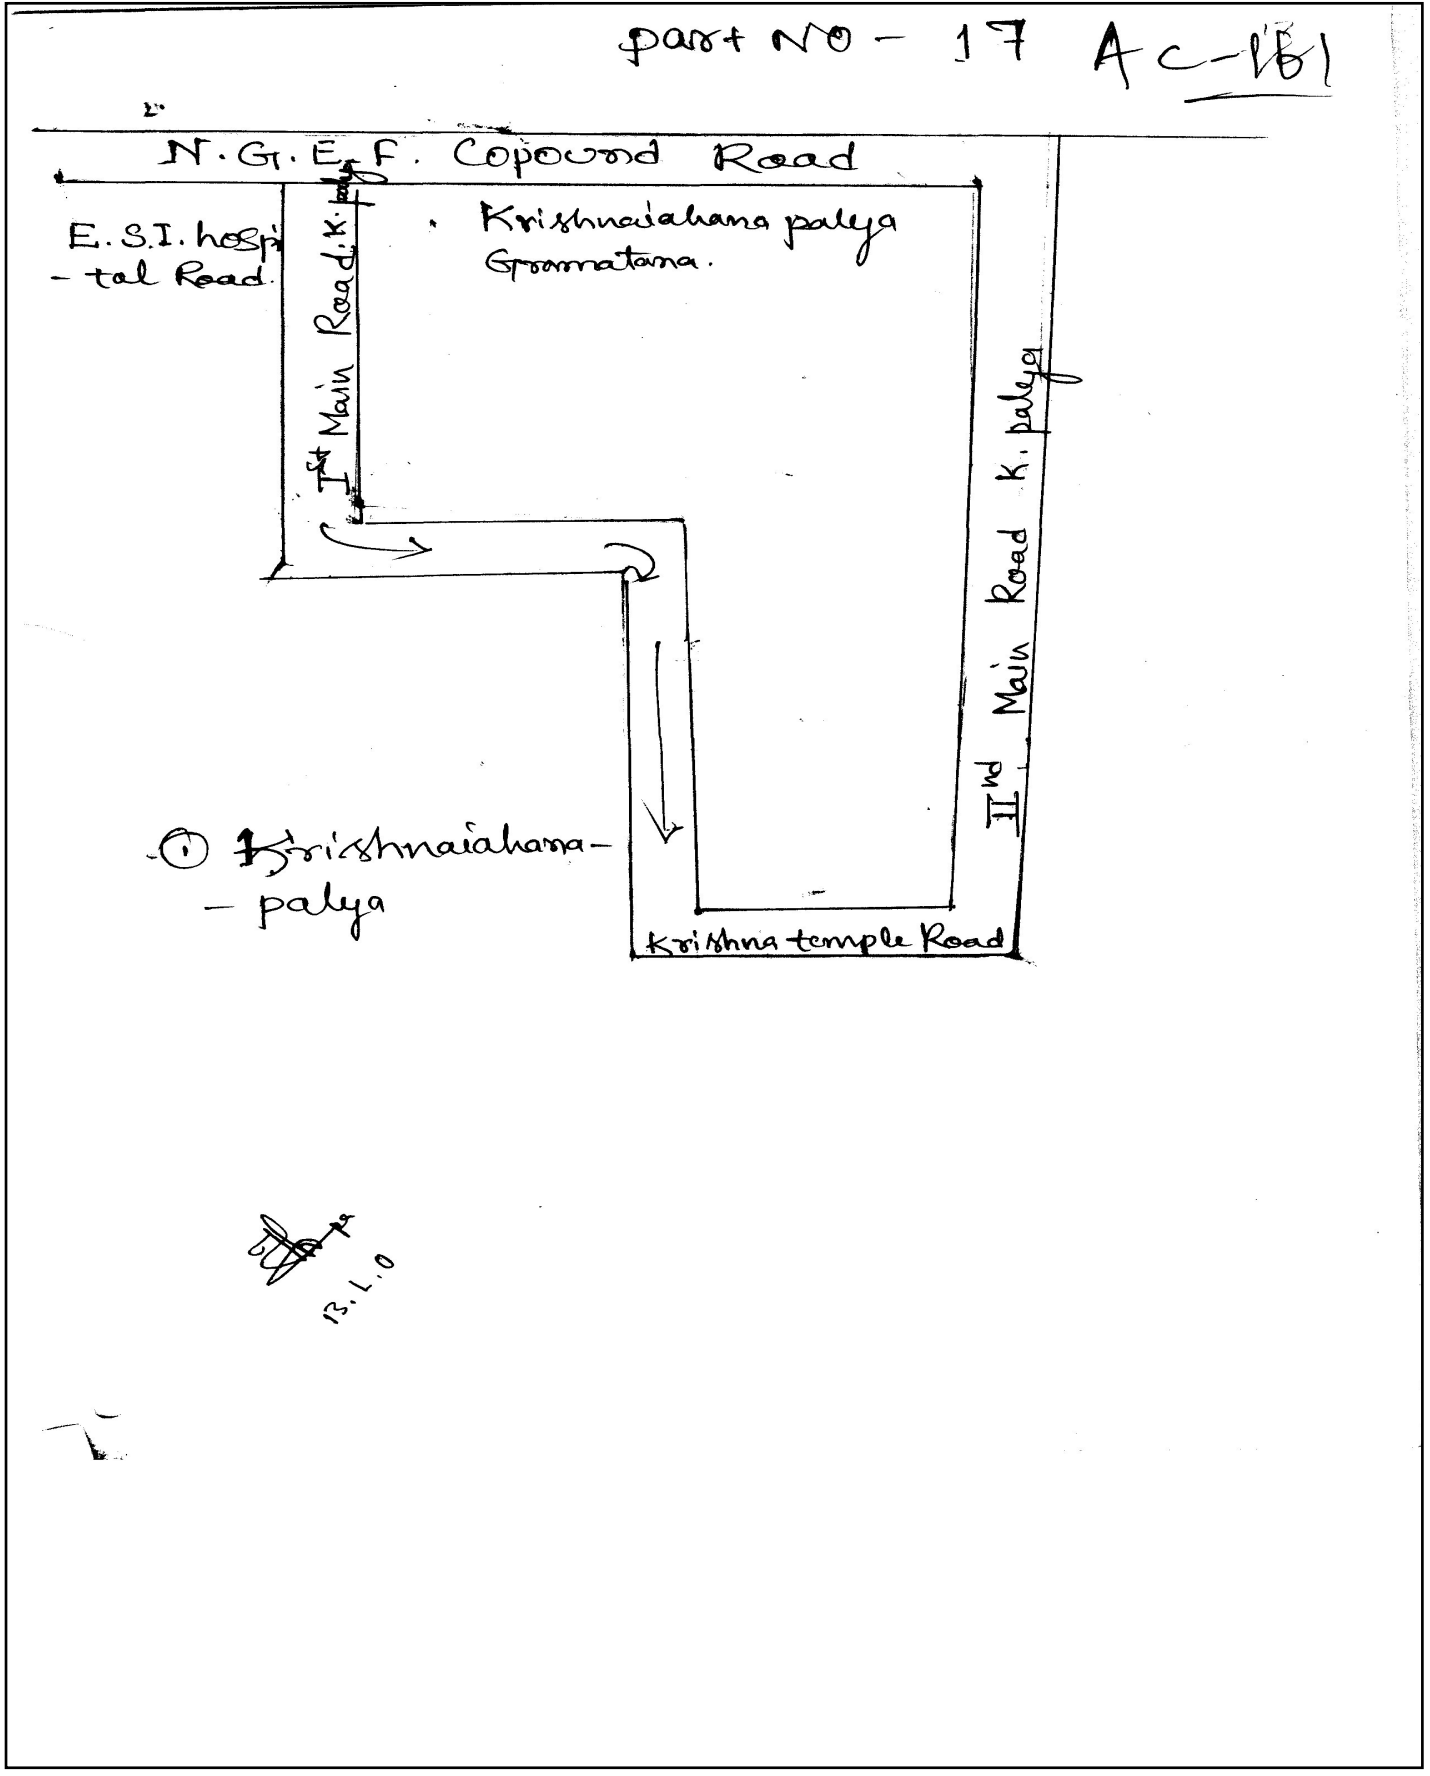 part NO - 17 AC-161
N.G.E.F. Copound Road
E.S.I. hospi
- tal Road.
Ist Main Road. K. palya
Krishnaiahana palya
Gramatana.
IInd Main Road K. palya
① Krishnaiahana-
- palya
Krishna temple Road
B.L.O